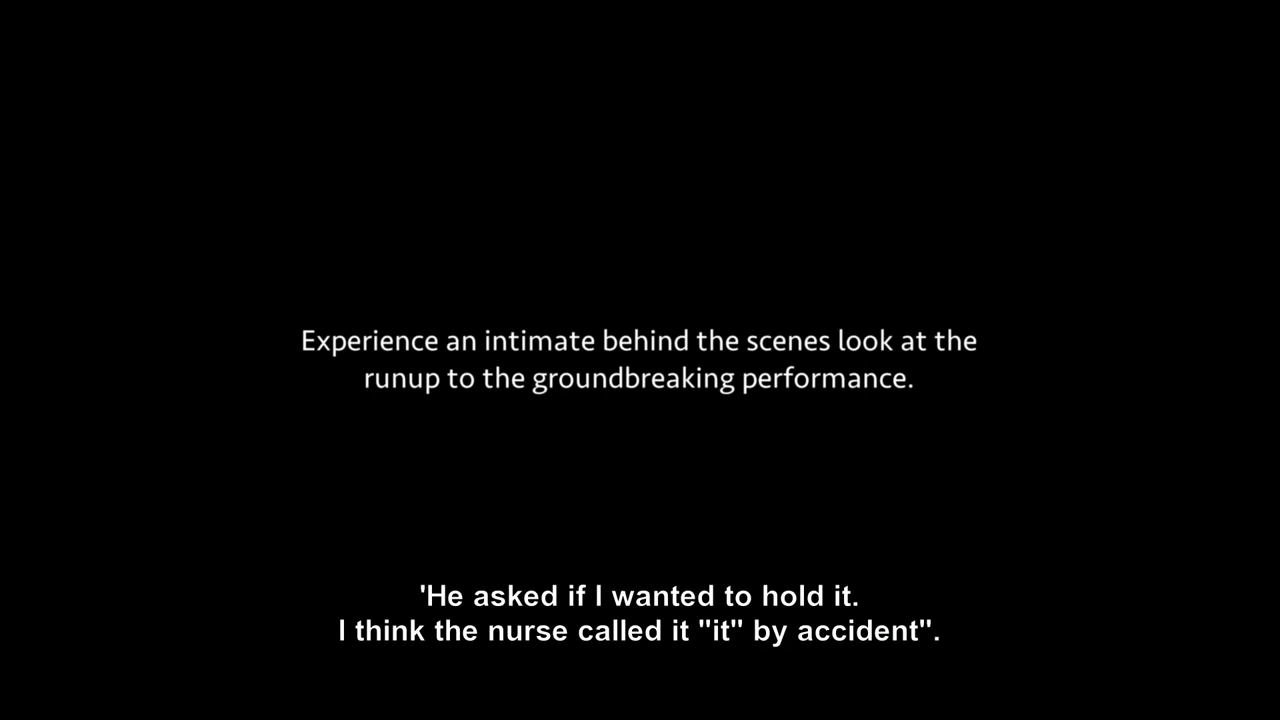 Experience an intimate behind the scenes look at the
runup to the groundbreaking performance.
'He asked if I wanted to hold it.
I think the nurse called it "it" by accident".